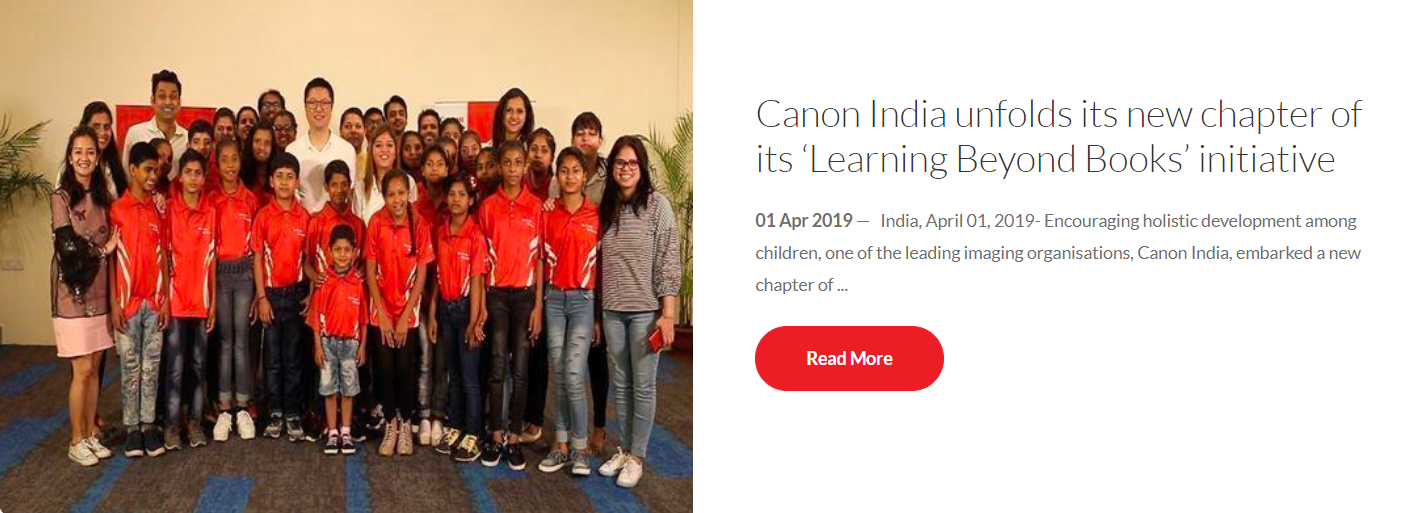 Canon India unfolds its new chapter of
its ‘Learning Beyond Books’ initiative
01 Apr 2019 — India, April 01, 2019- Encouraging holistic development among
children, one of the leading imaging organisations, Canon India, embarked a new
chapter of ...
Read More